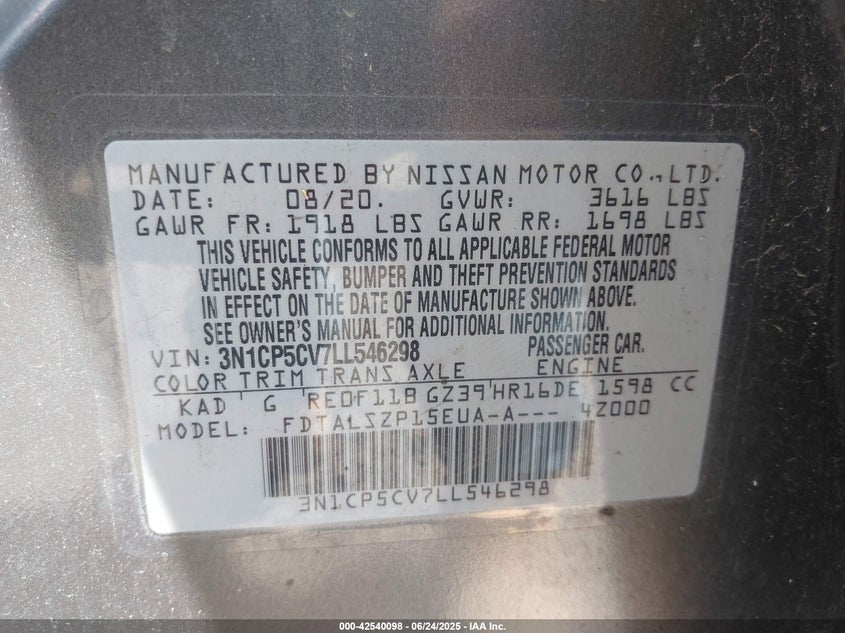 MANUFACTURED BY NISSAN MOTOR CO.,LTD.
DATE: 08/20. GVWR: 3616 LBS
GAWR FR: 1918 LBS GAWR RR: 1698 LBS
THIS VEHICLE CONFORMS TO ALL APPLICABLE FEDERAL MOTOR
VEHICLE SAFETY, BUMPER AND THEFT PREVENTION STANDARDS
IN EFFECT ON THE DATE OF MANUFACTURE SHOWN ABOVE.
SEE OWNER'S MANUAL FOR ADDITIONAL INFORMATION.
VIN: 3N1CP5CV7LL546298 PASSENGER CAR.
COLOR TRIM TRANS AXLE ENGINE
KAD G RE0F11B GZ39 HR16DE 1598 CC
MODEL: FDTALSZP15EUA-A--- 4Z000
3N1CP5CV7LL546298
000-42540098 - 06/24/2025 - IAA Inc.